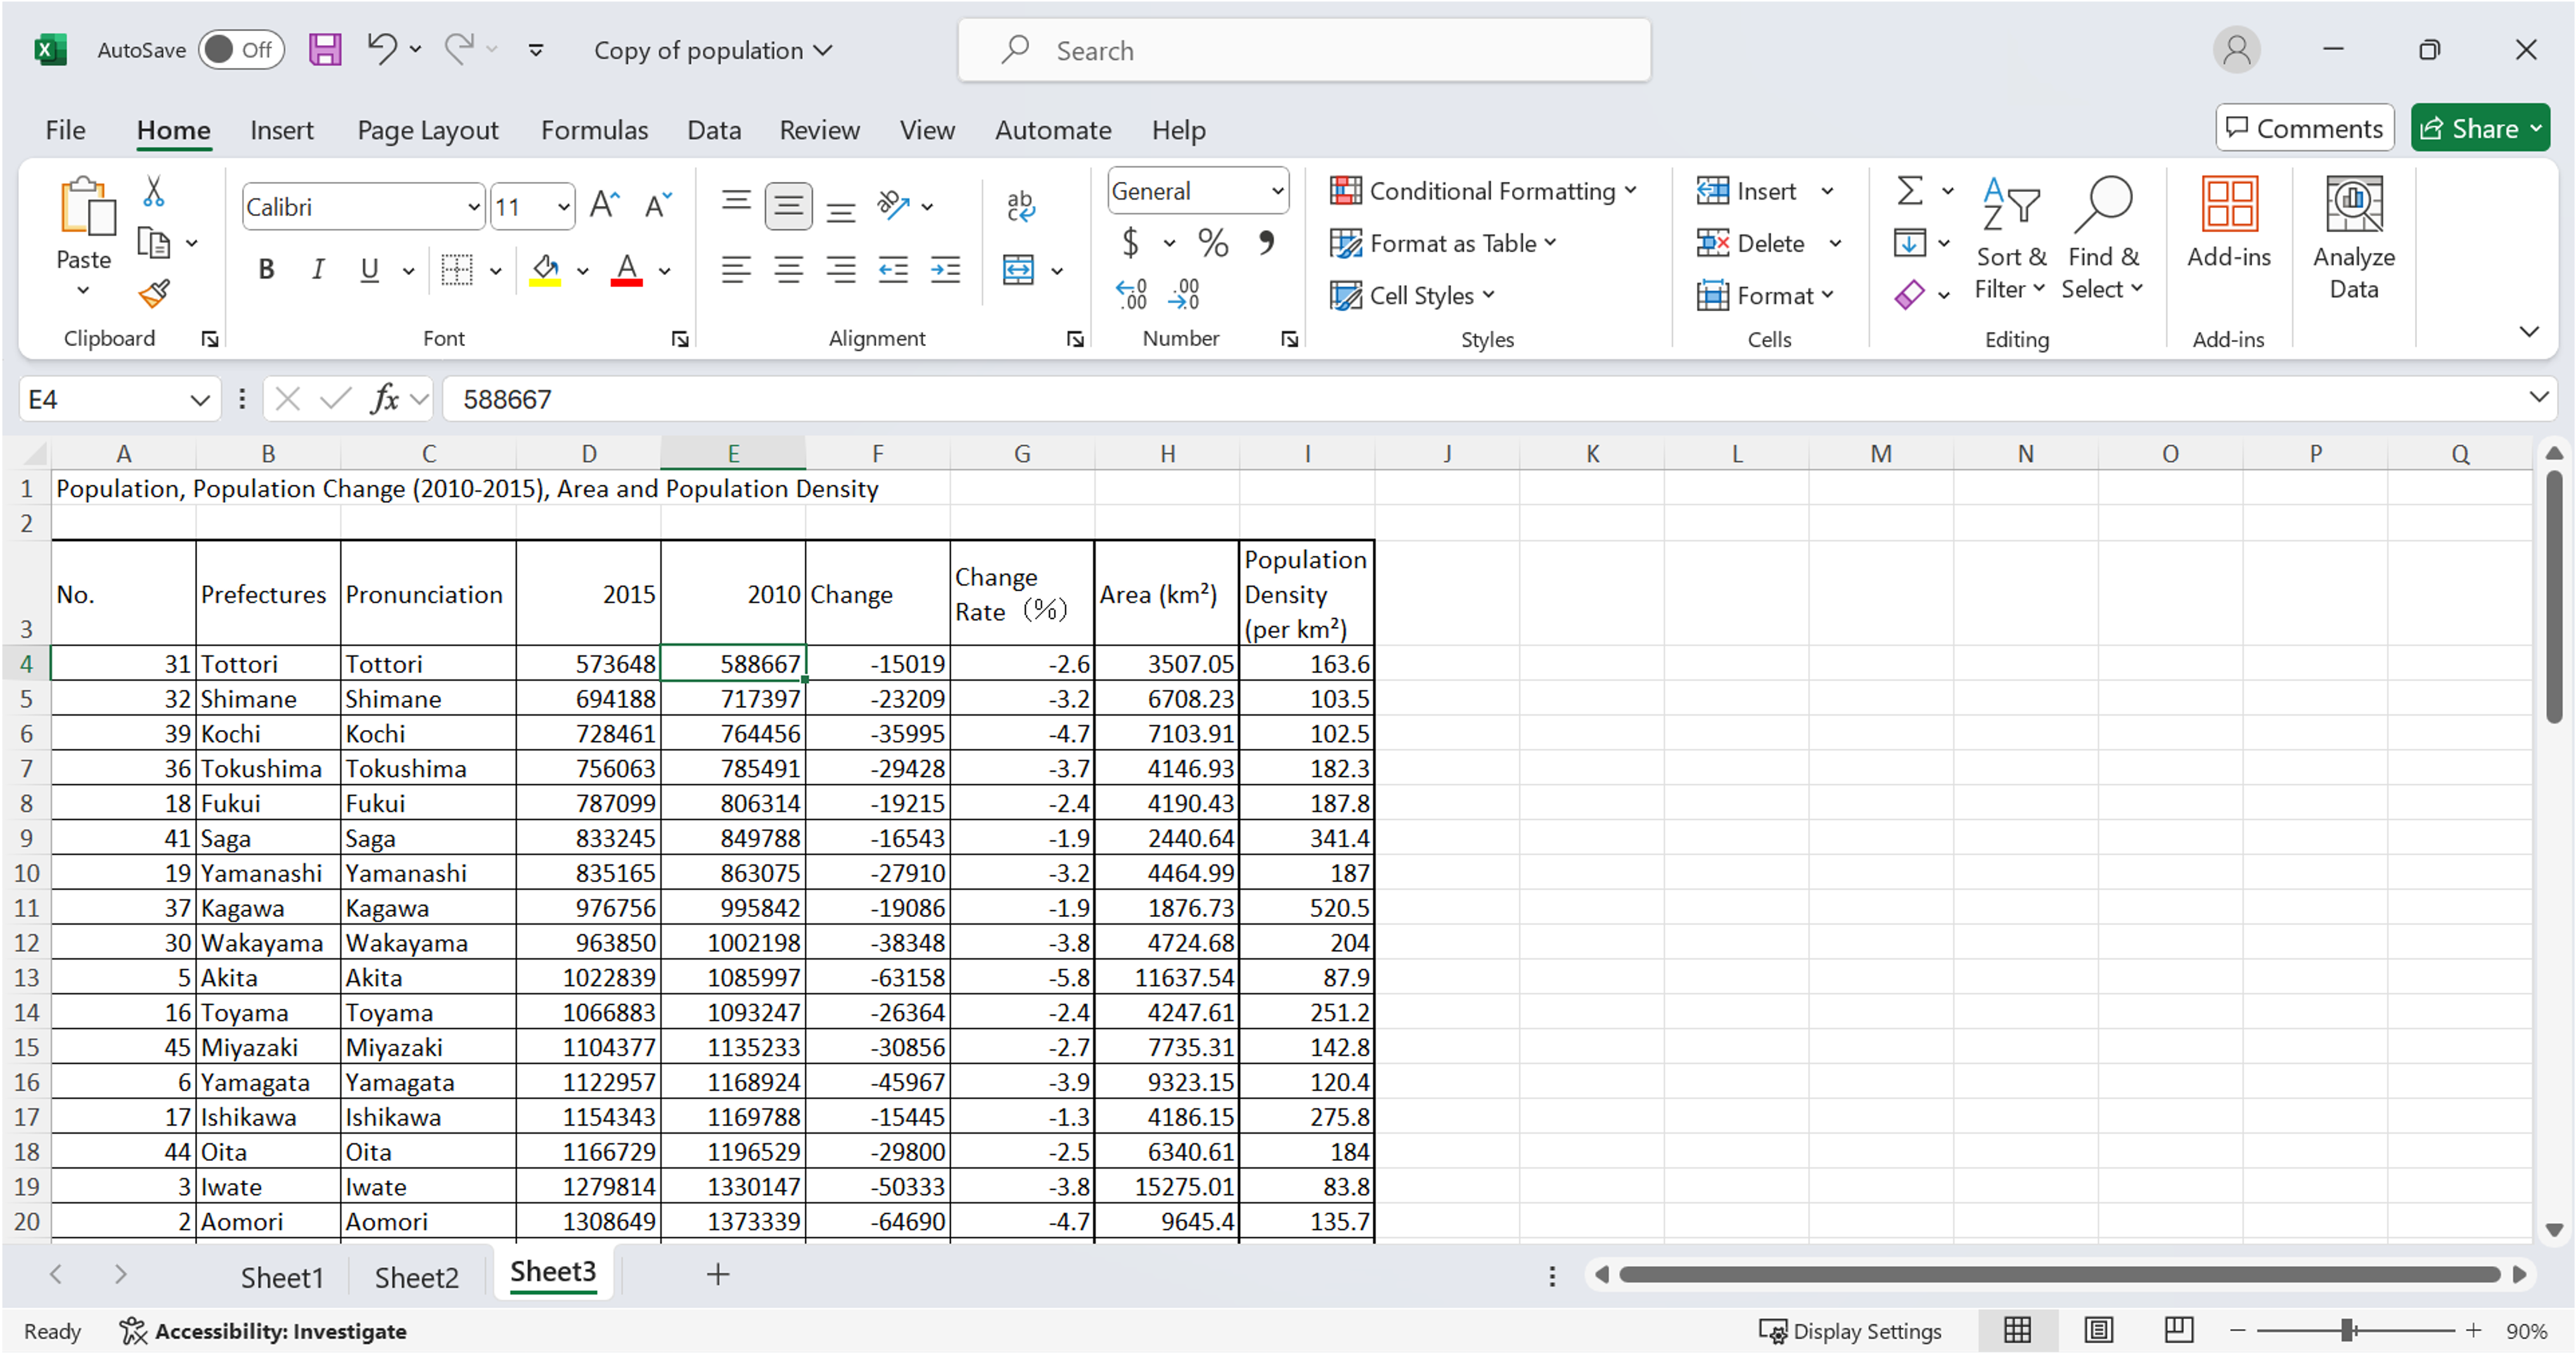 AutoSave Off Copy of population Search
File Home Insert Page Layout Formulas Data Review View Automate Help Comments Share
Paste
Clipboard
Calibri 11
B I U A
Font
Alignment
General
$ % 9
Number
Conditional Formatting
Format as Table
Cell Styles
Styles
Insert
Delete
Format
Cells
Sort & Filter
Find & Select
Editing
Add-ins
Add-ins
Analyze Data
E4 fx 588667
A B C D E F G H I J K L M N O P Q
1 Population, Population Change (2010-2015), Area and Population Density
2
3 No. Prefectures Pronunciation 2015 2010 Change Change Rate (%) Area (km²) Population Density (per km²)
4 31 Tottori Tottori 573648 588667 -15019 -2.6 3507.05 163.6
5 32 Shimane Shimane 694188 717397 -23209 -3.2 6708.23 103.5
6 39 Kochi Kochi 728461 764456 -35995 -4.7 7103.91 102.5
7 36 Tokushima Tokushima 756063 785491 -29428 -3.7 4146.93 182.3
8 18 Fukui Fukui 787099 806314 -19215 -2.4 4190.43 187.8
9 41 Saga Saga 833245 849788 -16543 -1.9 2440.64 341.4
10 19 Yamanashi Yamanashi 835165 863075 -27910 -3.2 4464.99 187
11 37 Kagawa Kagawa 976756 995842 -19086 -1.9 1876.73 520.5
12 30 Wakayama Wakayama 963850 1002198 -38348 -3.8 4724.68 204
13 5 Akita Akita 1022839 1085997 -63158 -5.8 11637.54 87.9
14 16 Toyama Toyama 1066883 1093247 -26364 -2.4 4247.61 251.2
15 45 Miyazaki Miyazaki 1104377 1135233 -30856 -2.7 7735.31 142.8
16 6 Yamagata Yamagata 1122957 1168924 -45967 -3.9 9323.15 120.4
17 17 Ishikawa Ishikawa 1154343 1169788 -15445 -1.3 4186.15 275.8
18 44 Oita Oita 1166729 1196529 -29800 -2.5 6340.61 184
19 3 Iwate Iwate 1279814 1330147 -50333 -3.8 15275.01 83.8
20 2 Aomori Aomori 1308649 1373339 -64690 -4.7 9645.4 135.7
Sheet1 Sheet2 Sheet3
Ready Accessibility: Investigate Display Settings 90%